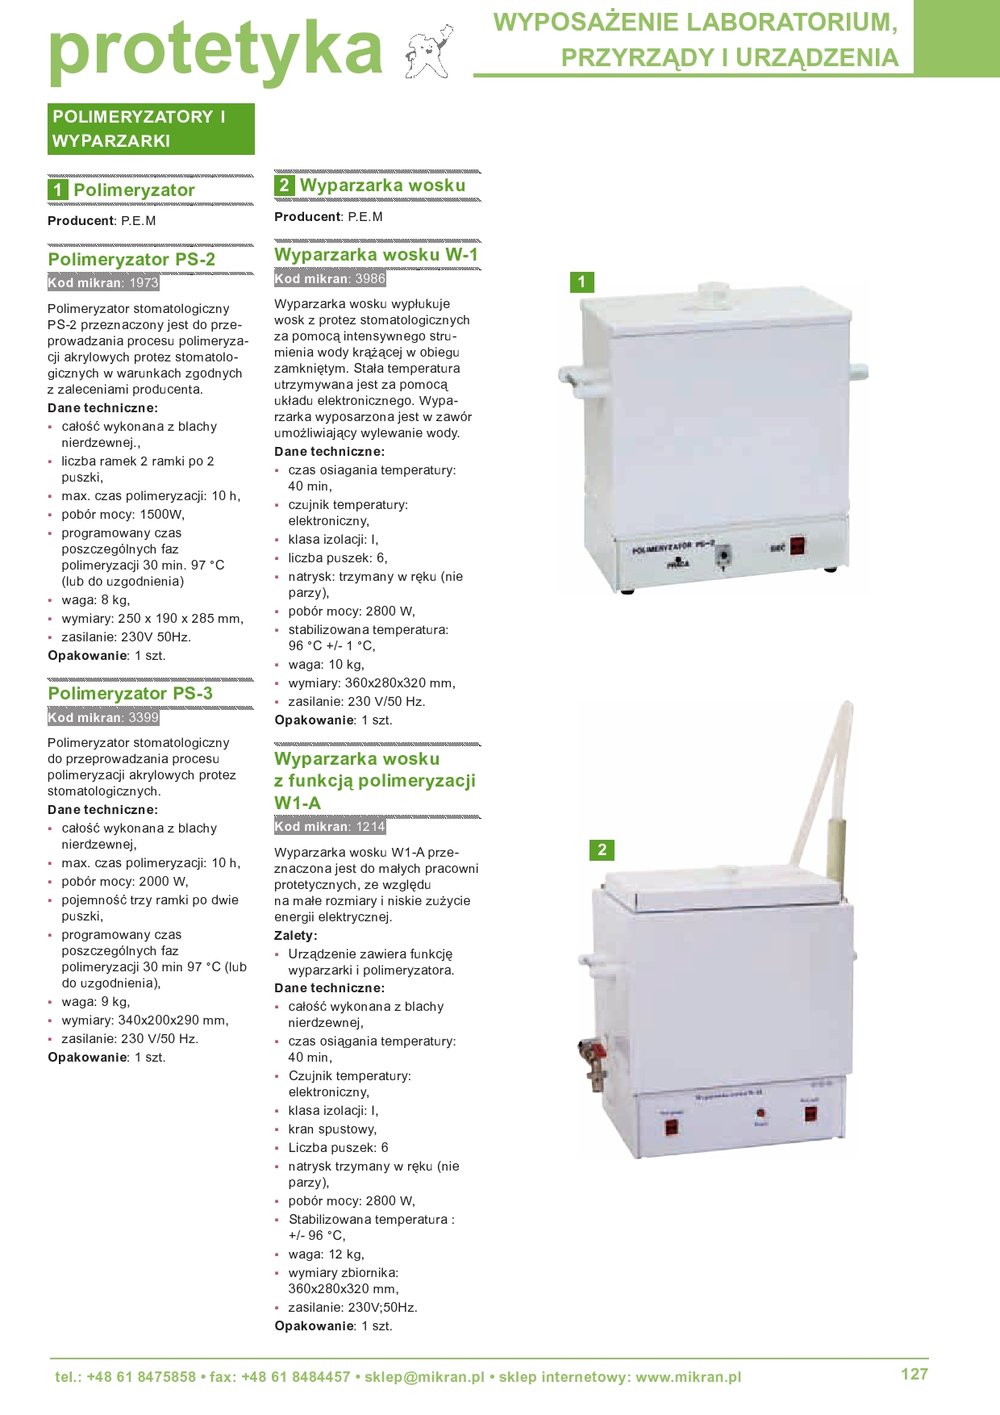 protetyka
WYPOSAŻENIE LABORATORIUM,
PRZYRZĄDY I URZĄDZENIA
POLIMERYZATORY I
WYPARZARKI
1 Polimeryzator
Producent: P.E.M
Polimeryzator PS-2
Kod mikran: 1973
Polimeryzator stomatologiczny
PS-2 przeznaczony jest do prze-
prowadzania procesu polimeryza-
cji akrylowych protez stomatolo-
gicznych w warunkach zgodnych
z zaleceniami producenta.
Dane techniczne:
▪ całość wykonana z blachy
nierdzewnej.,
▪ liczba ramek 2 ramki po 2
puszki,
▪ max. czas polimeryzacji: 10 h,
▪ pobór mocy: 1500W,
▪ programowany czas
poszczególnych faz
polimeryzacji 30 min. 97 °C
(lub do uzgodnienia)
▪ waga: 8 kg,
▪ wymiary: 250 x 190 x 285 mm,
▪ zasilanie: 230V 50Hz.
Opakowanie: 1 szt.
Polimeryzator PS-3
Kod mikran: 3399
Polimeryzator stomatologiczny
do przeprowadzania procesu
polimeryzacji akrylowych protez
stomatologicznych.
Dane techniczne:
▪ całość wykonana z blachy
nierdzewnej,
▪ max. czas polimeryzacji: 10 h,
▪ pobór mocy: 2000 W,
▪ pojemność trzy ramki po dwie
puszki,
▪ programowany czas
poszczególnych faz
polimeryzacji 30 min 97 °C (lub
do uzgodnienia),
▪ waga: 9 kg,
▪ wymiary: 340x200x290 mm,
▪ zasilanie: 230 V/50 Hz.
Opakowanie: 1 szt.
2 Wyparzarka wosku
Producent: P.E.M
Wyparzarka wosku W-1
Kod mikran: 3986
Wyparzarka wosku wypłukuje
wosk z protez stomatologicznych
za pomocą intensywnego stru-
mienia wody krążącej w obiegu
zamkniętym. Stała temperatura
utrzymywana jest za pomocą
układu elektronicznego. Wypa-
rzarka wyposarzona jest w zawór
umożliwiający wylewanie wody.
Dane techniczne:
▪ czas osiagania temperatury:
40 min,
▪ czujnik temperatury:
elektroniczny,
▪ klasa izolacji: I,
▪ liczba puszek: 6,
▪ natrysk: trzymany w ręku (nie
parzy),
▪ pobór mocy: 2800 W,
▪ stabilizowana temperatura:
96 °C +/- 1 °C,
▪ waga: 10 kg,
▪ wymiary: 360x280x320 mm,
▪ zasilanie: 230 V/50 Hz.
Opakowanie: 1 szt.
Wyparzarka wosku
z funkcją polimeryzacji
W1-A
Kod mikran: 1214
Wyparzarka wosku W1-A prze-
znaczona jest do małych pracowni
protetycznych, ze względu
na małe rozmiary i niskie zużycie
energii elektrycznej.
Zalety:
▪ Urządzenie zawiera funkcję
wyparzarki i polimeryzatora.
Dane techniczne:
▪ całość wykonana z blachy
nierdzewnej,
▪ czas osiągania temperatury:
40 min,
▪ Czujnik temperatury:
elektroniczny,
▪ klasa izolacji: I,
▪ kran spustowy,
▪ Liczba puszek: 6
▪ natrysk trzymany w ręku (nie
parzy),
▪ pobór mocy: 2800 W,
▪ Stabilizowana temperatura :
+/- 96 °C,
▪ waga: 12 kg,
▪ wymiary zbiornika:
360x280x320 mm,
▪ zasilanie: 230V;50Hz.
Opakowanie: 1 szt.
1
POLIMERYZATOR PS-2
PRACA
SIEĆ
2
Wyparzarka wosku
tel.: +48 61 8475858 • fax: +48 61 8484457 • sklep@mikran.pl • sklep internetowy: www.mikran.pl
127